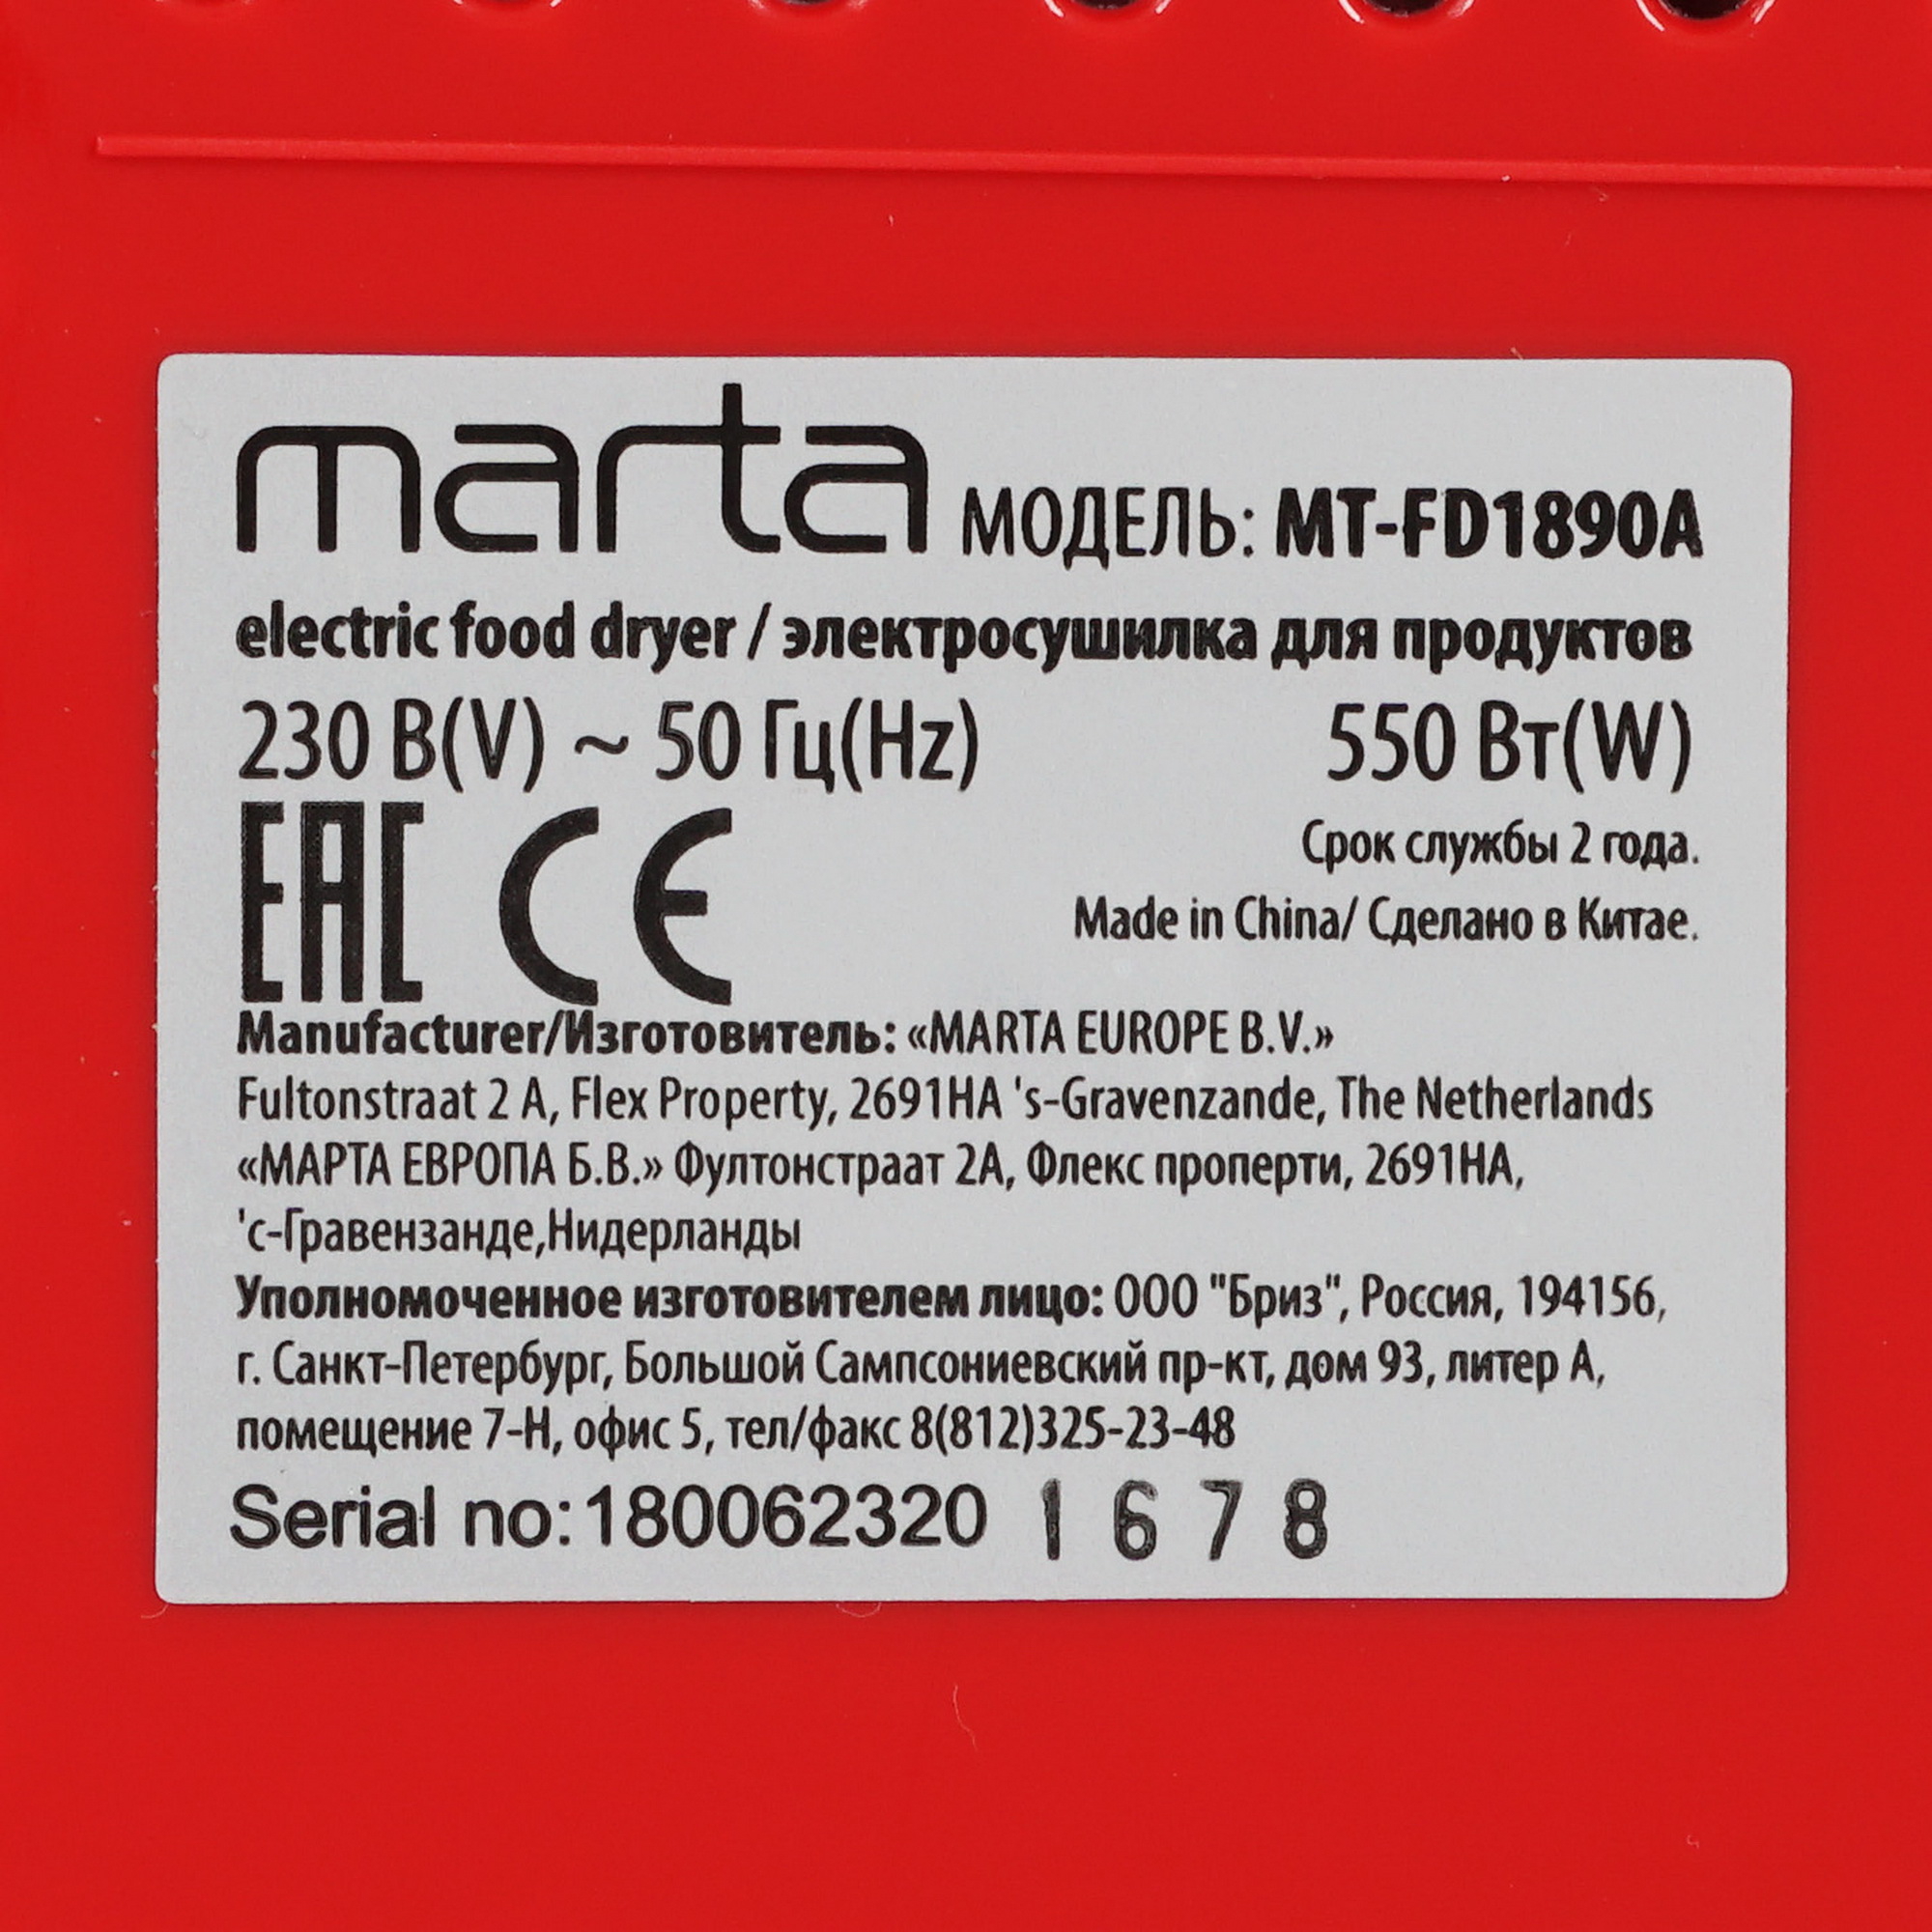 marta МОДЕЛЬ: MT-FD1890A
electric food dryer / электросушилка для продуктов
230 В(V) ~ 50 Гц(Hz) 550 Вт(W)
EAC CE
Срок службы 2 года.
Made in China/ Сделано в Китае.
Manufacturer/Изготовитель: «MARTA EUROPE B.V.»
Fultonstraat 2 A, Flex Property, 2691HA 's-Gravenzande, The Netherlands
«МАРТА ЕВРОПА Б.В.» Фултонстраат 2А, Флекс проперти, 2691НА,
'с-Гравензанде,Нидерланды
Уполномоченное изготовителем лицо: ООО "Бриз", Россия, 194156,
г. Санкт-Петербург, Большой Сампсониевский пр-кт, дом 93, литер А,
помещение 7-Н, офис 5, тел/факс 8(812)325-23-48
Serial no:180062320 1678